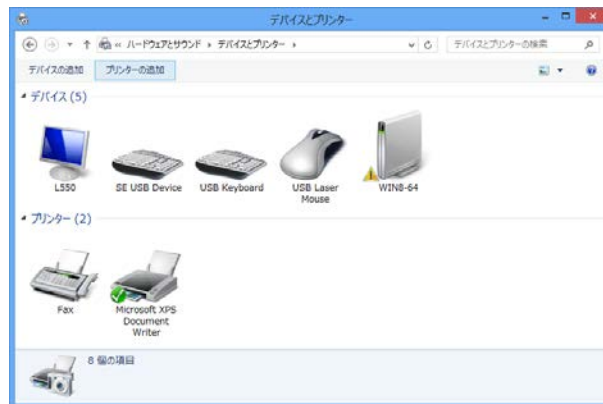 デバイスとプリンター
« ハードウェアとサウンド › デバイスとプリンター ›
デバイスとプリンターの検索
デバイスの追加 プリンターの追加
デバイス (5)
L550
SE USB Device
USB Keyboard
USB Laser
Mouse
WIN8-64
プリンター (2)
Fax
Microsoft XPS
Document
Writer
8 個の項目